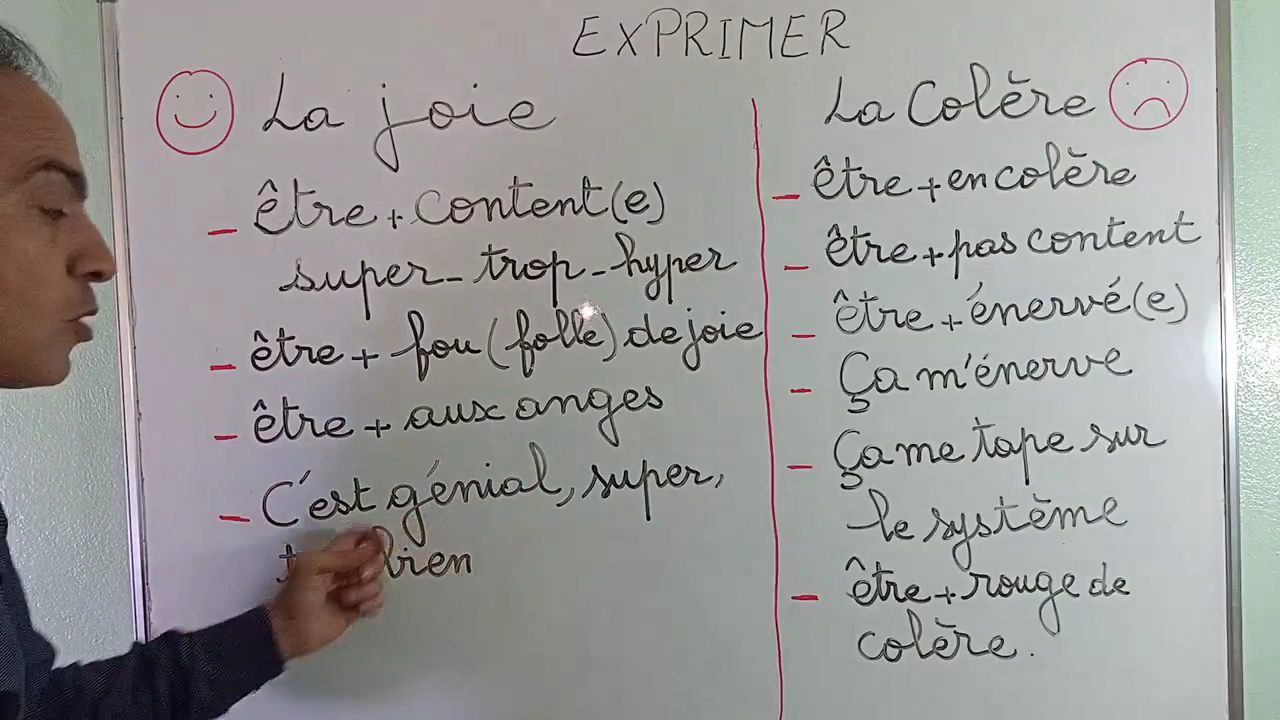 EXPRIMER
La joie
- être + content(e)
super - trop - hyper
- être + fou (folle) de joie
- être + aux anges
- C'est génial, super,
bien
La Colère
- être + en colère
- être + pas content
- être + énervé(e)
- Ça m'énerve
- Ça me tape sur
le système
- être + rouge de
colère.